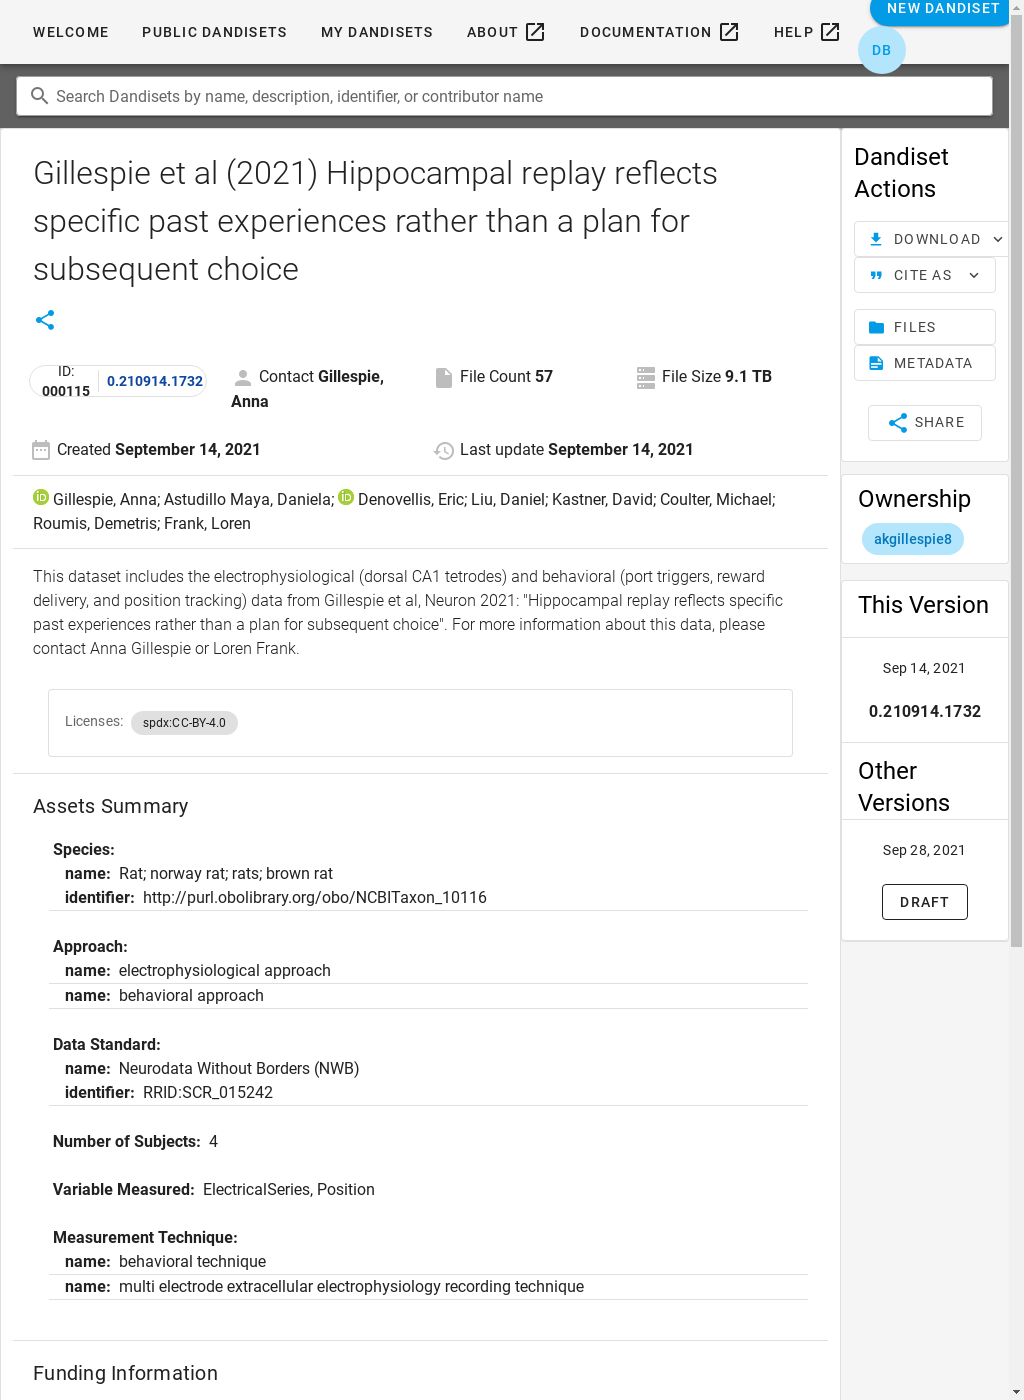 WELCOME
PUBLIC DANDISETS
MY DANDISETS
ABOUT
DOCUMENTATION
HELP
NEW DANDISET
DB
Search Dandisets by name, description, identifier, or contributor name
Gillespie et al (2021) Hippocampal replay reflects
specific past experiences rather than a plan for
subsequent choice
ID:
000115
0.210914.1732
Contact Gillespie,
Anna
File Count 57
File Size 9.1 TB
Created September 14, 2021
Last update September 14, 2021
iD Gillespie, Anna; Astudillo Maya, Daniela; iD Denovellis, Eric; Liu, Daniel; Kastner, David; Coulter, Michael;
Roumis, Demetris; Frank, Loren
This dataset includes the electrophysiological (dorsal CA1 tetrodes) and behavioral (port triggers, reward
delivery, and position tracking) data from Gillespie et al, Neuron 2021: "Hippocampal replay reflects specific
past experiences rather than a plan for subsequent choice". For more information about this data, please
contact Anna Gillespie or Loren Frank.
Licenses: spdx:CC-BY-4.0
Assets Summary
Species:
name: Rat; norway rat; rats; brown rat
identifier: http://purl.obolibrary.org/obo/NCBITaxon_10116
Approach:
name: electrophysiological approach
name: behavioral approach
Data Standard:
name: Neurodata Without Borders (NWB)
identifier: RRID:SCR_015242
Number of Subjects: 4
Variable Measured: ElectricalSeries, Position
Measurement Technique:
name: behavioral technique
name: multi electrode extracellular electrophysiology recording technique
Funding Information
Dandiset
Actions
DOWNLOAD
CITE AS
FILES
METADATA
SHARE
Ownership
akgillespie8
This Version
Sep 14, 2021
0.210914.1732
Other
Versions
Sep 28, 2021
DRAFT